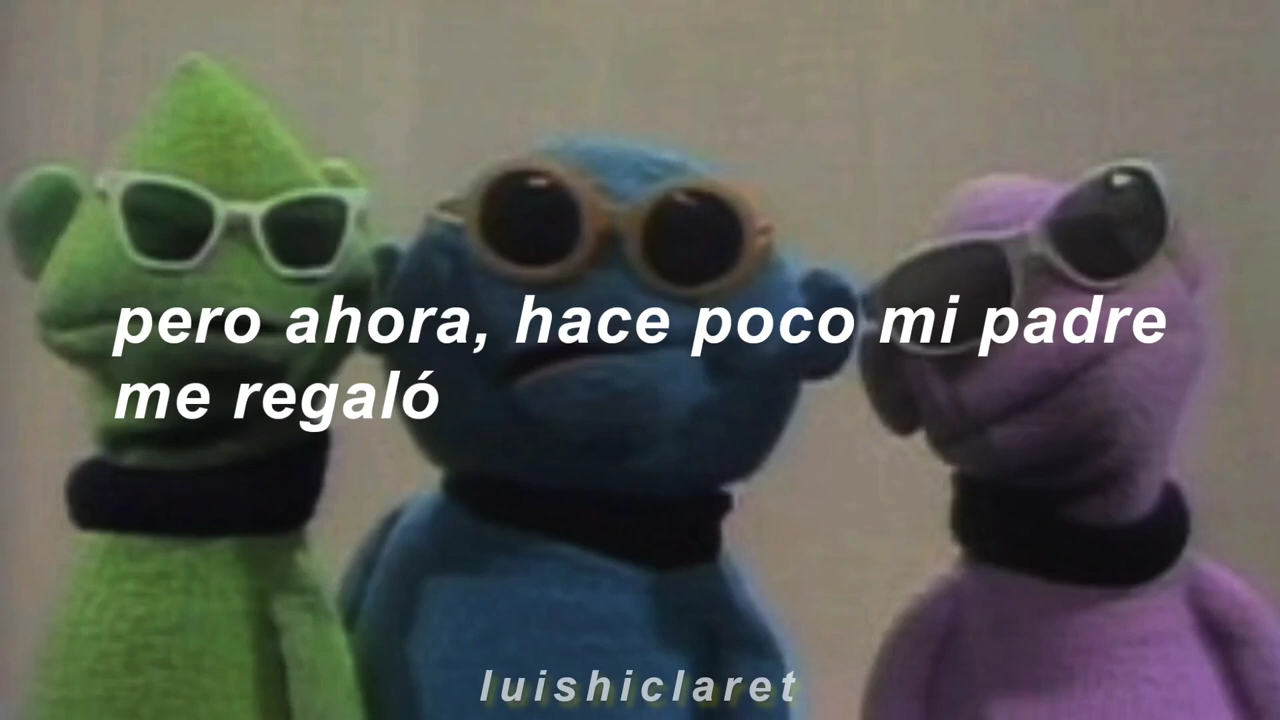 pero ahora, hace poco mi padre
me regaló
luishiclaret